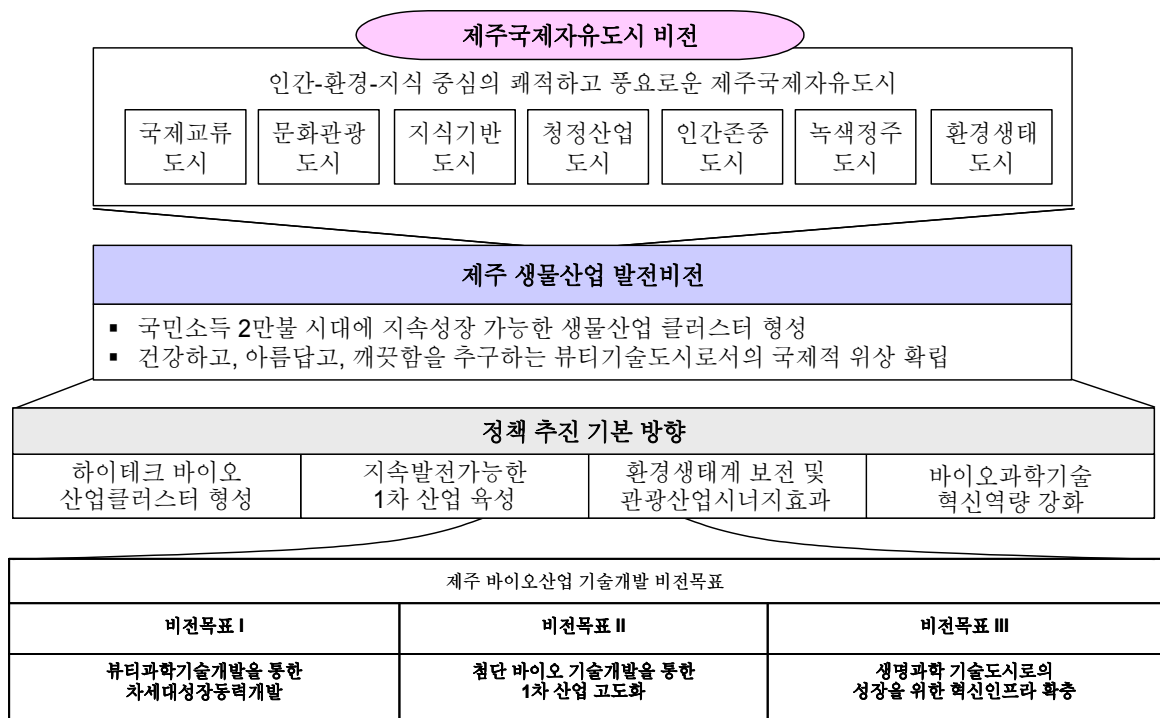 제주국제자유도시 비전
인간-환경-지식 중심의 쾌적하고 풍요로운 제주국제자유도시
국제교류
도시
문화관광
도시
지식기반
도시
청정산업
도시
인간존중
도시
녹색정주
도시
환경생태
도시
제주 생물산업 발전비전
▪ 국민소득 2만불 시대에 지속성장 가능한 생물산업 클러스터 형성
▪ 건강하고, 아름답고, 깨끗함을 추구하는 뷰티기술도시로서의 국제적 위상 확립
정책 추진 기본 방향
하이테크 바이오
산업클러스터 형성
지속발전가능한
1차 산업 육성
환경생태계 보전 및
관광산업시너지효과
바이오과학기술
혁신역량 강화
제주 바이오산업 기술개발 비전목표
비전목표 I
비전목표 II
비전목표 III
뷰티과학기술개발을 통한
차세대성장동력개발
첨단 바이오 기술개발을 통한
1차 산업 고도화
생명과학 기술도시로의
성장을 위한 혁신인프라 확충